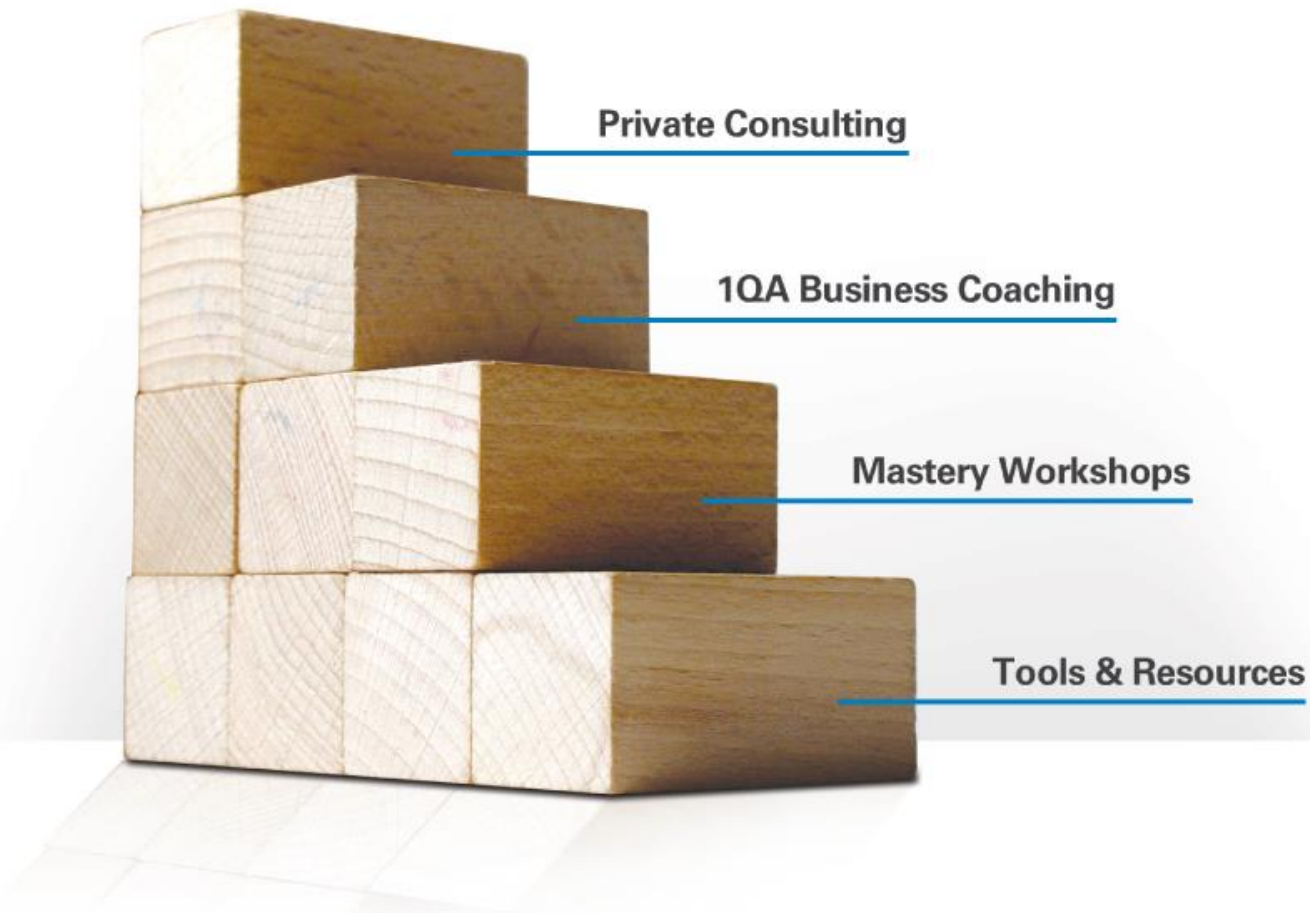 Private Consulting
1QA Business Coaching
Mastery Workshops
Tools & Resources